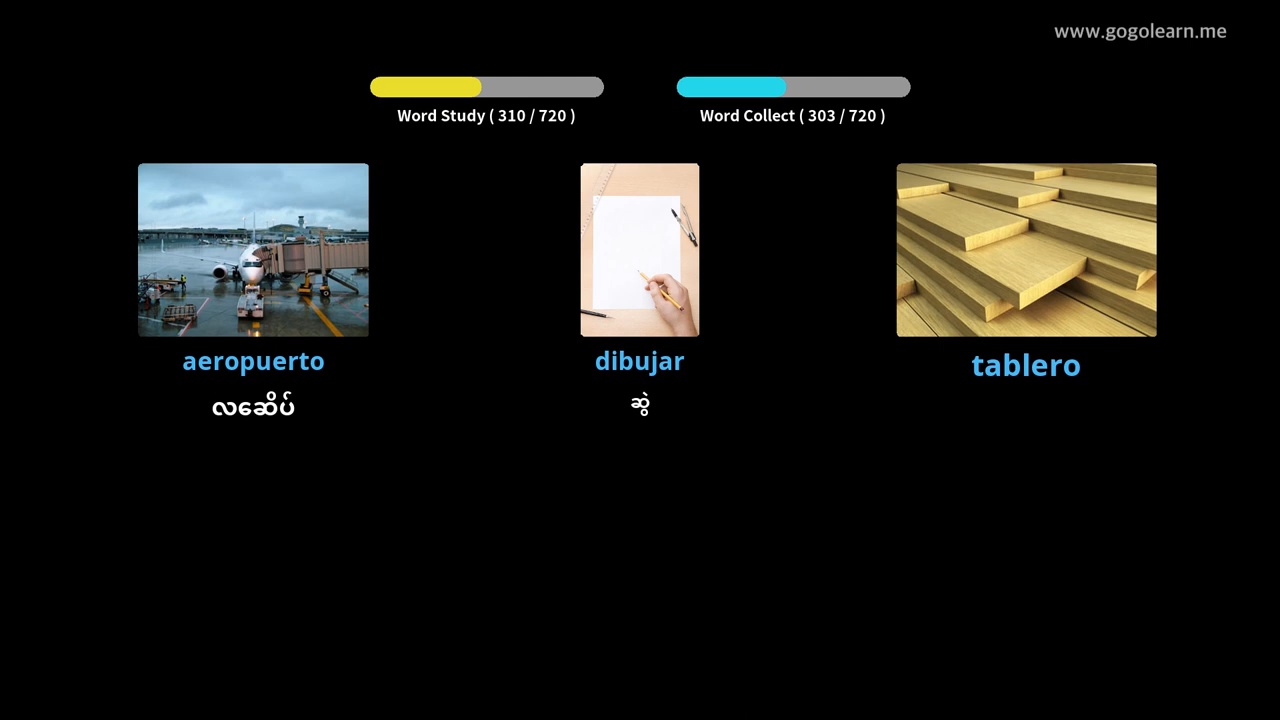 www.gogolearn.me
Word Study ( 310 / 720 )
Word Collect ( 303 / 720 )
aeropuerto
dibujar
tablero
လဆေိပ်
ဆွဲ